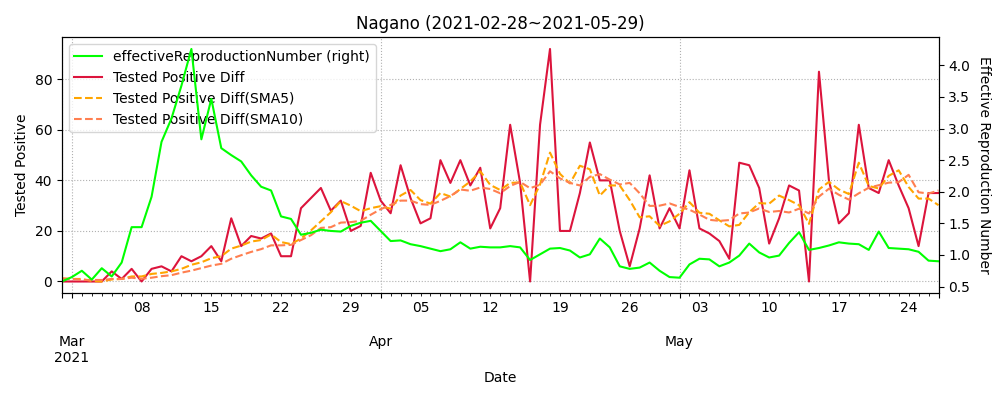 Nagano (2021-02-28~2021-05-29)
effectiveReproductionNumber (right)
Tested Positive Diff
Tested Positive Diff(SMA5)
Tested Positive Diff(SMA10)
Tested Positive
80
60
40
20
0
4.0
3.5
3.0
2.5
2.0
1.5
1.0
0.5
Effective Reproduction Number
08 15 22 29 05 12 19 26 03 10 17 24
Mar Apr May
2021
Date